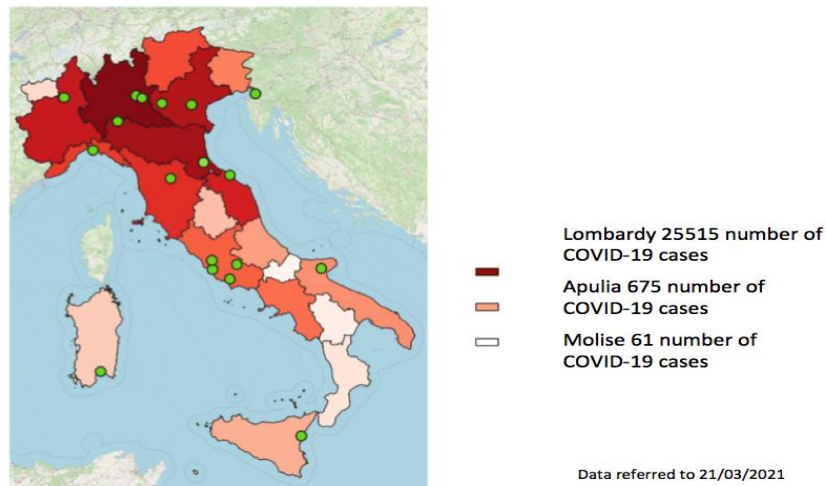 Lombardy 25515 number of
COVID-19 cases
Apulia 675 number of
COVID-19 cases
Molise 61 number of
COVID-19 cases
Data referred to 21/03/2021